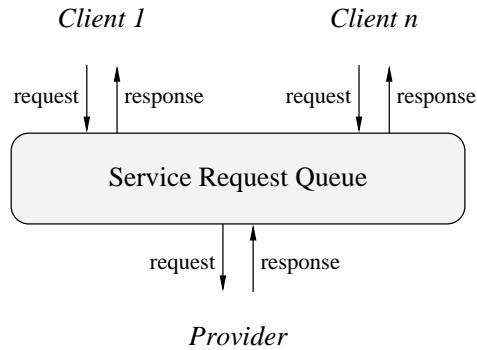 Client 1 Client n
request response request response
Service Request Queue
request response
Provider